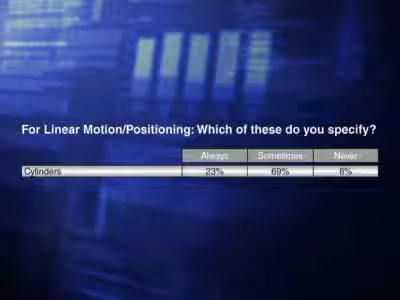 For Linear Motion/Positioning: Which of these do you specify?
Always Sometimes Never
Cylinders 23% 69% 8%